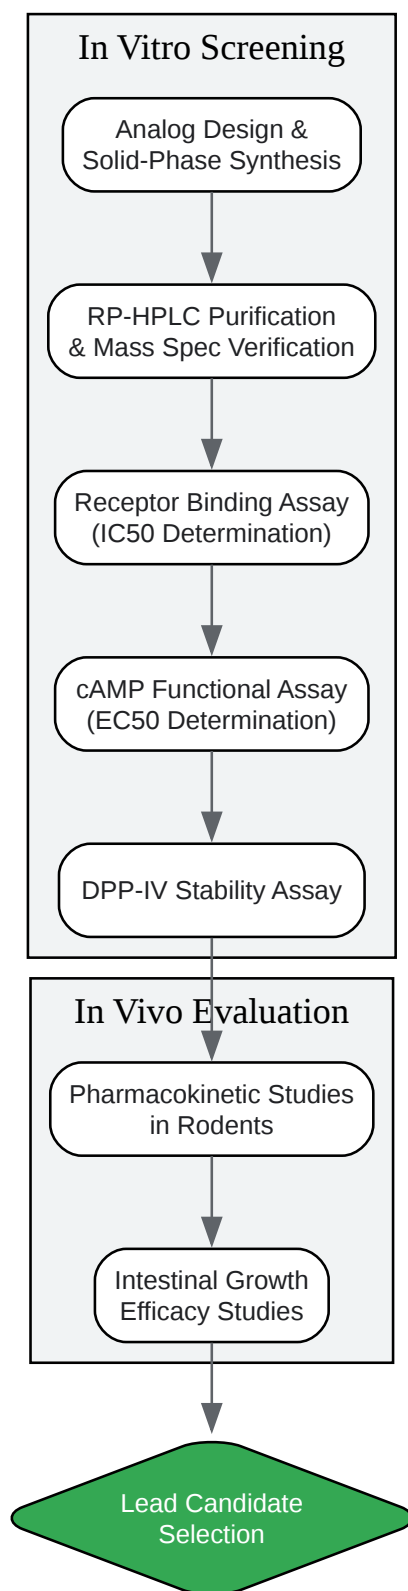 In Vitro Screening
Analog Design &
Solid-Phase Synthesis
RP-HPLC Purification
& Mass Spec Verification
Receptor Binding Assay
(IC50 Determination)
cAMP Functional Assay
(EC50 Determination)
DPP-IV Stability Assay
In Vivo Evaluation
Pharmacokinetic Studies
in Rodents
Intestinal Growth
Efficacy Studies
Lead Candidate
Selection